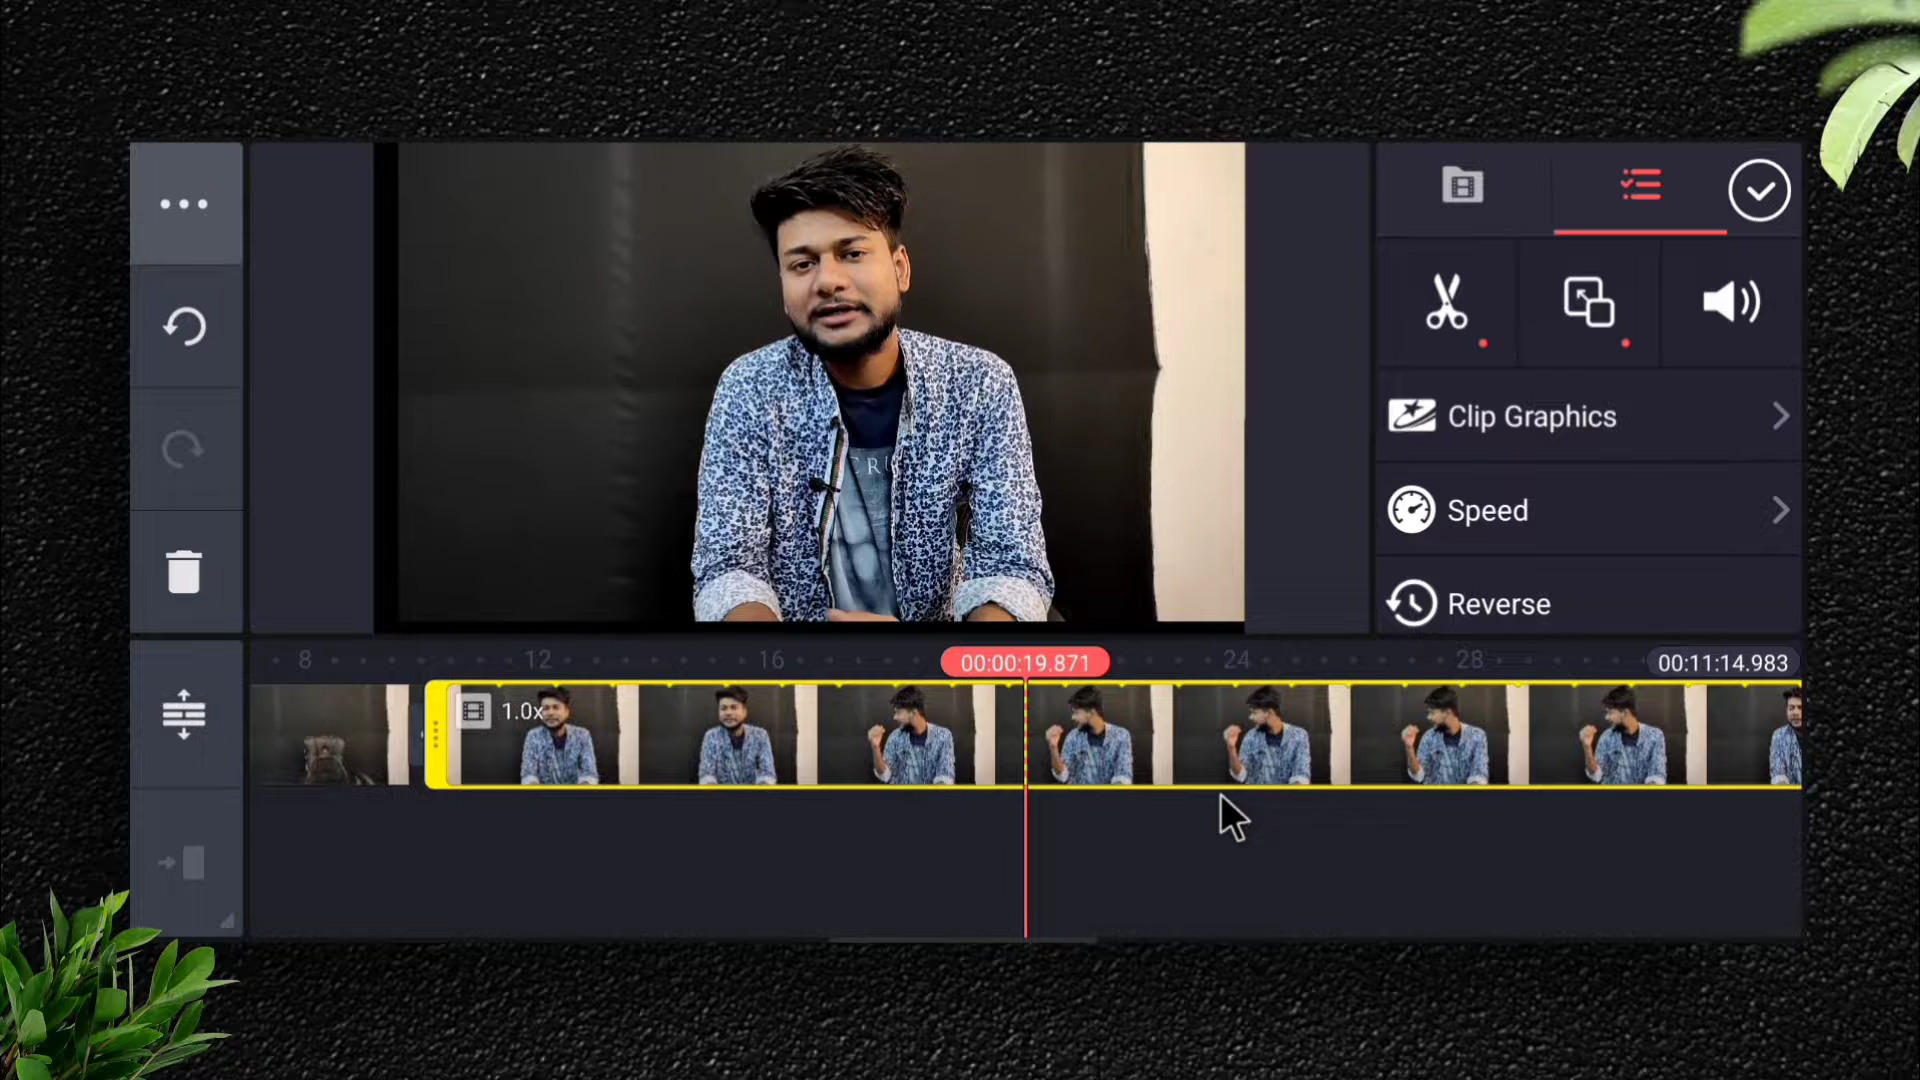 Clip Graphics
Speed
Reverse
8 12 16 00:00:19.871 24 28 00:11:14.983
1.0x
C R